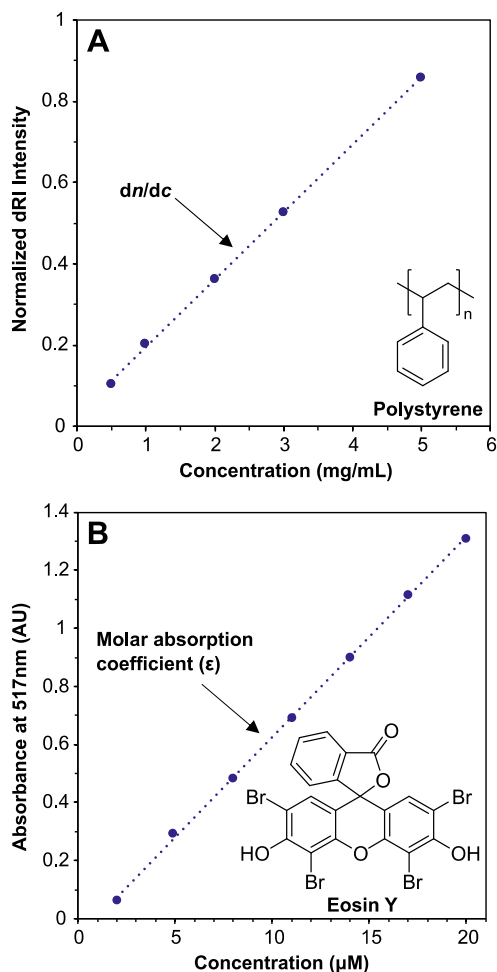 A
Normalized dRI Intensity
1
0.8
0.6
0.4
0.2
0
dn/dc
n
Polystyrene
0 1 2 3 4 5 6
Concentration (mg/mL)
B
Absorbance at 517nm (AU)
1.4
1.2
1
0.8
0.6
0.4
0.2
0
Molar absorption
coefficient (ε)
O
O
Br Br
HO O OH
Br Br
Eosin Y
0 5 10 15 20
Concentration (µM)